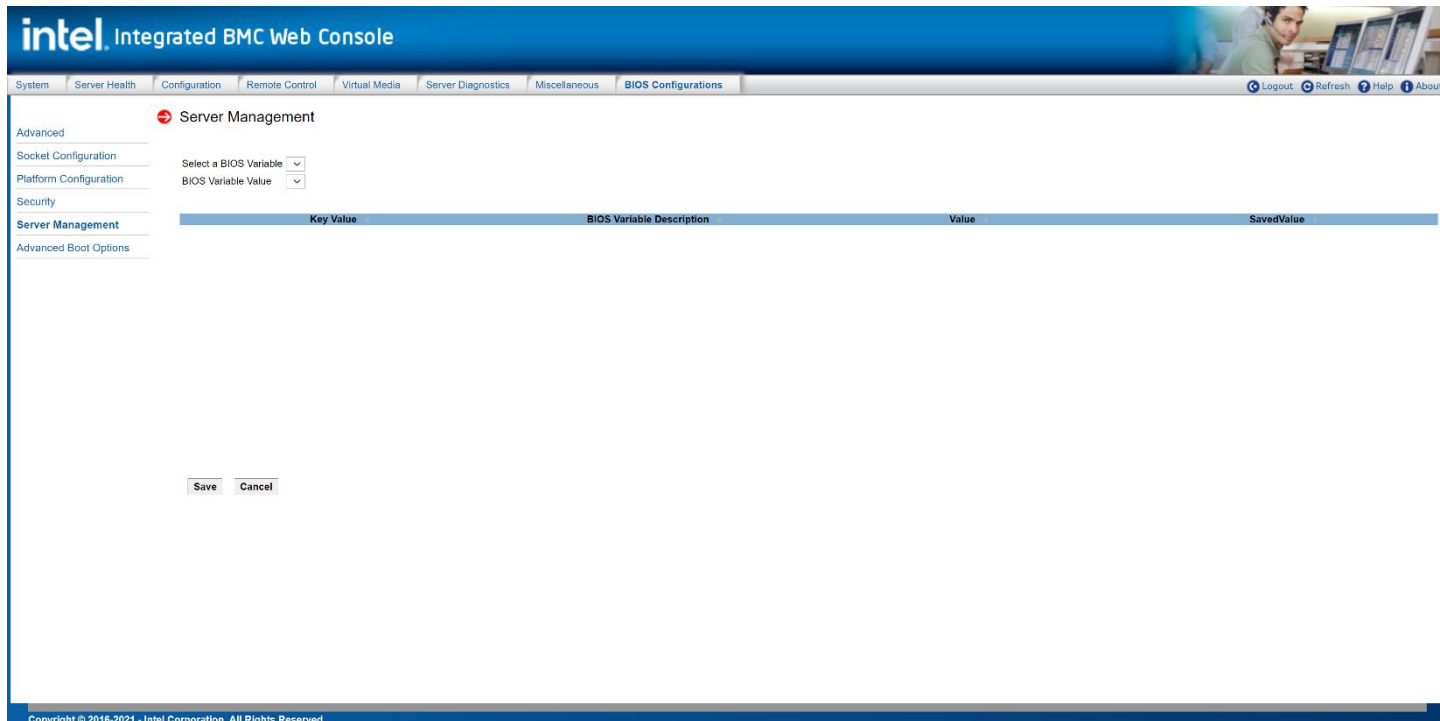 intel. Integrated BMC Web Console
System Server Health Configuration Remote Control Virtual Media Server Diagnostics Miscellaneous BIOS Configurations Logout Refresh Help About
Server Management
Advanced
Socket Configuration
Platform Configuration
Security
Server Management
Advanced Boot Options
Select a BIOS Variable
BIOS Variable Value
Key Value BIOS Variable Description Value SavedValue
Save Cancel
Copyright © 2016-2021 - Intel Corporation. All Rights Reserved